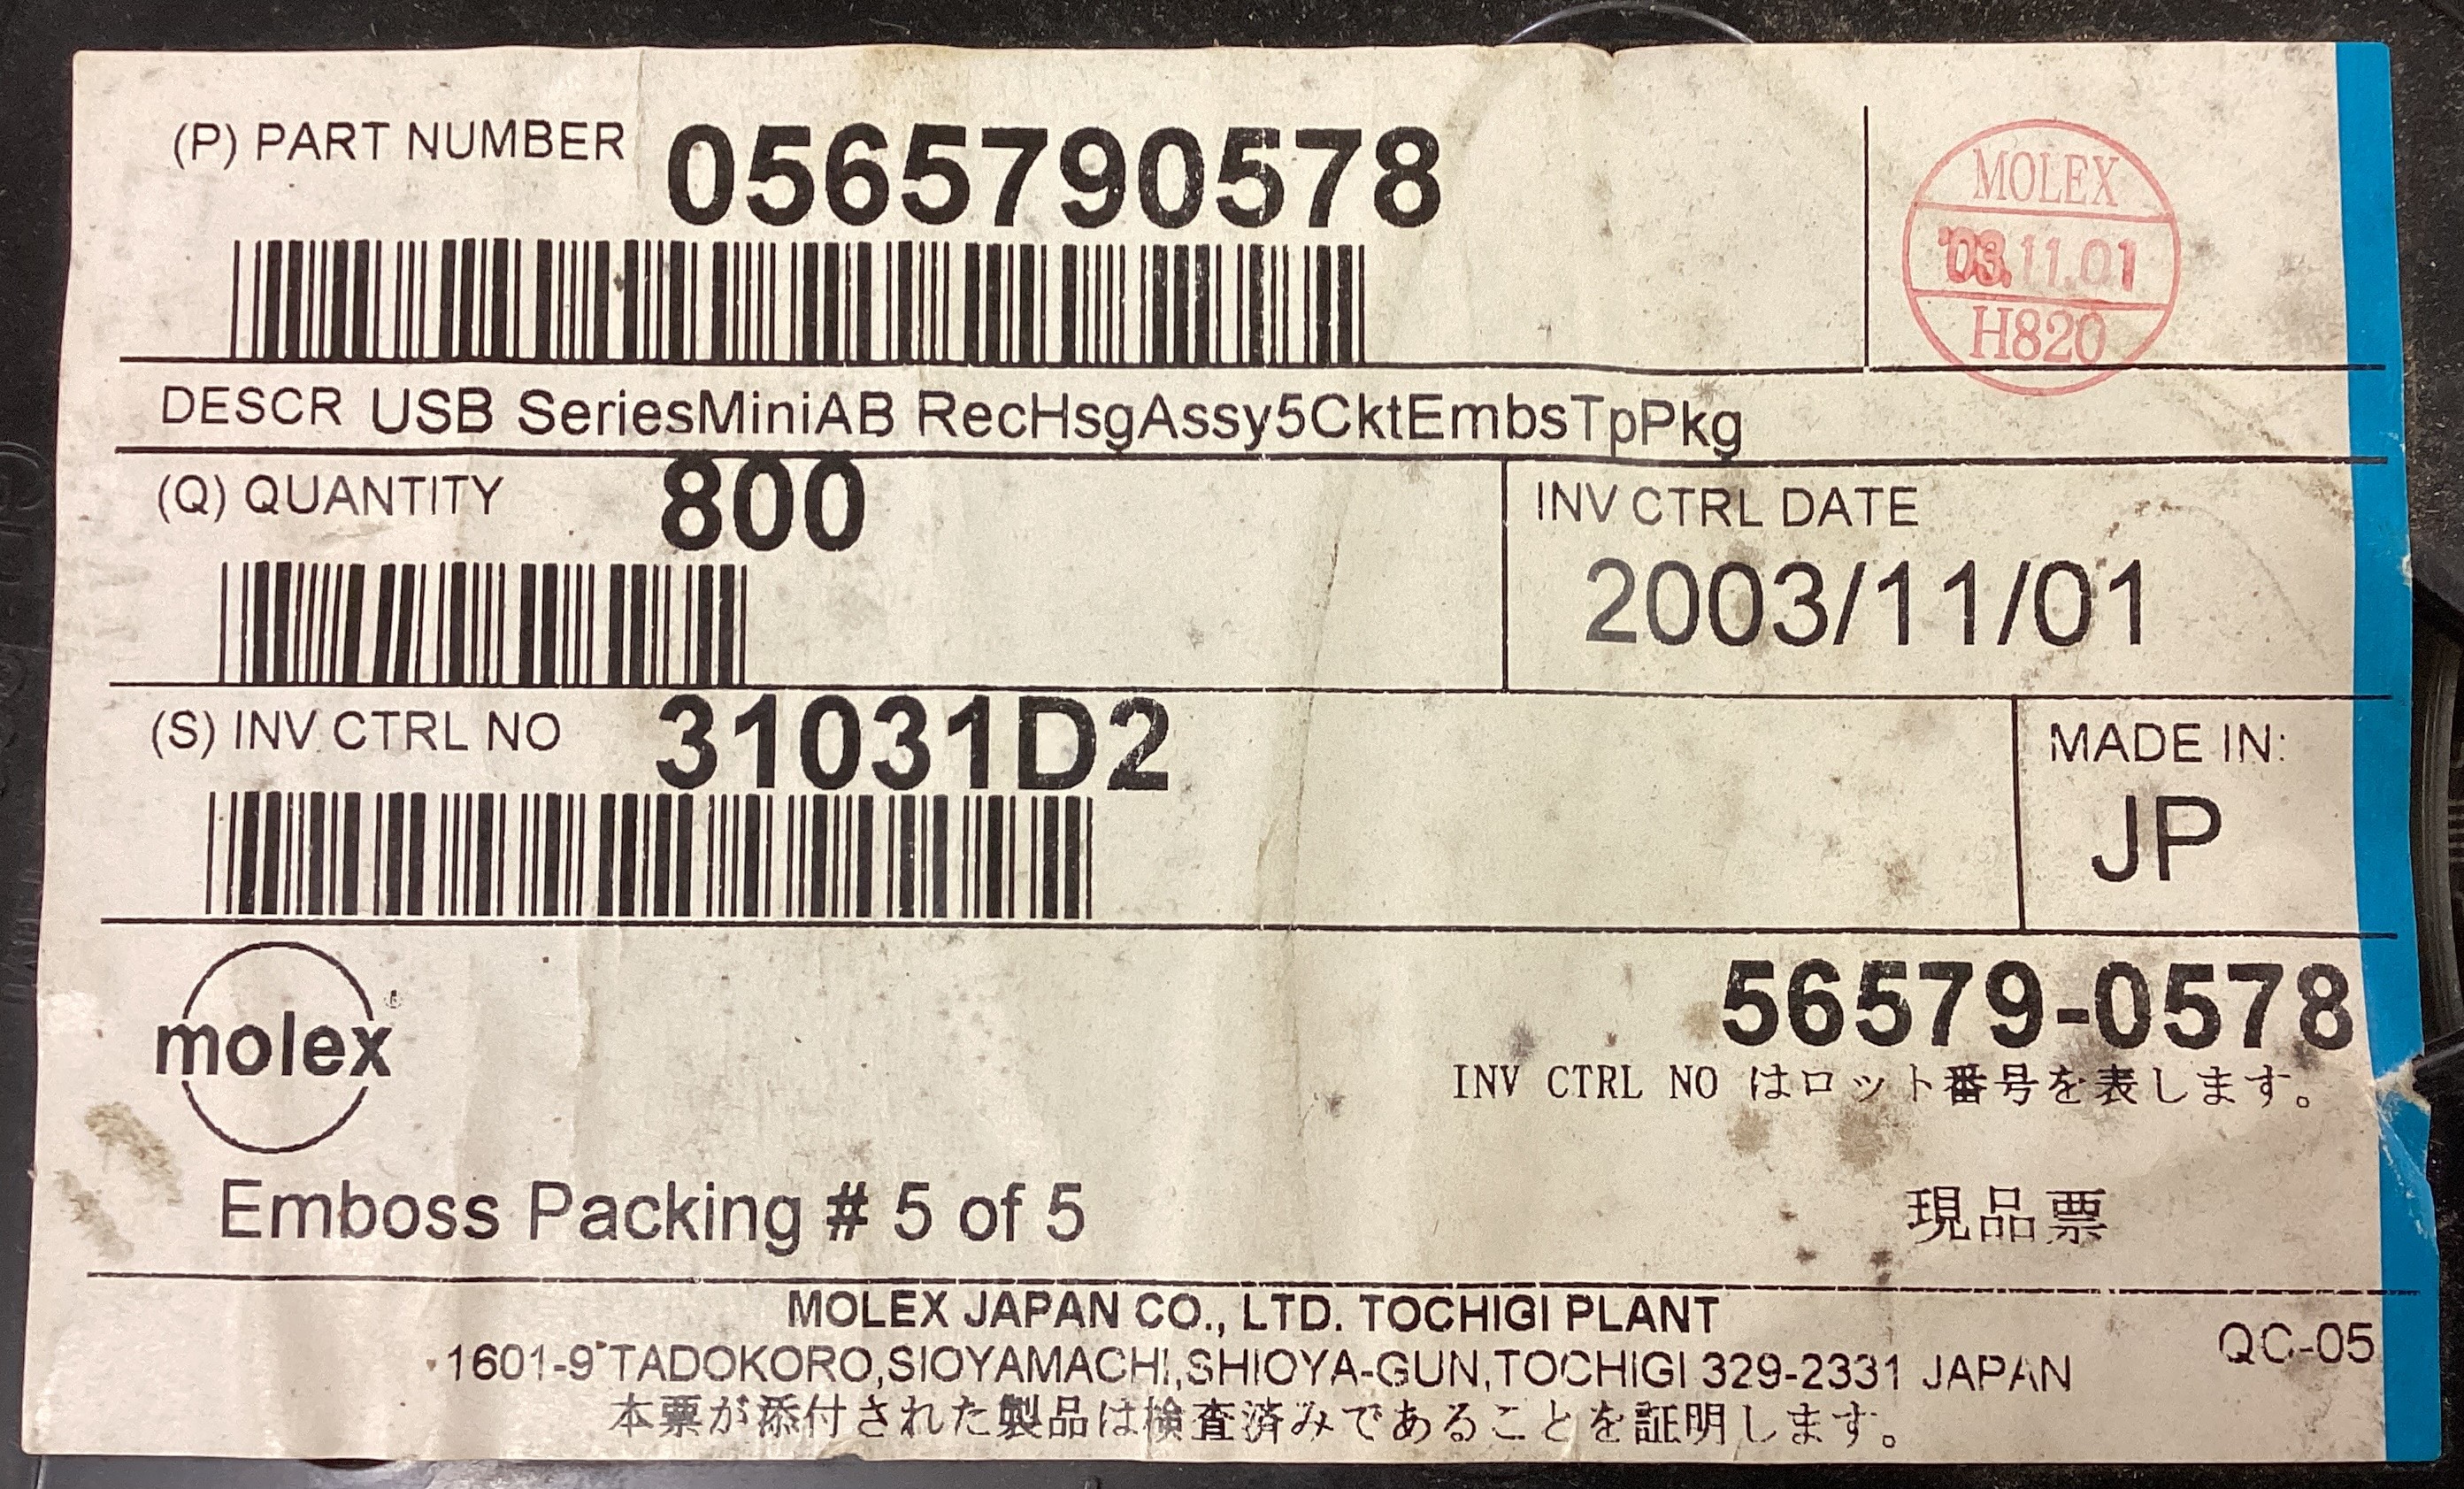 (P) PART NUMBER 0565790578
MOLEX
'03.11.01
H820
DESCR USB SeriesMiniAB RecHsgAssy5CktEmbsTpPkg
(Q) QUANTITY 800
INV CTRL DATE
2003/11/01
(S) INV CTRL NO 31031D2
MADE IN:
JP
molex®
56579-0578
INV CTRL NO はロット番号を表します。
Emboss Packing # 5 of 5
現品票
MOLEX JAPAN CO., LTD. TOCHIGI PLANT
1601-9 TADOKORO,SIOYAMACHI,SHIOYA-GUN,TOCHIGI 329-2331 JAPAN
QC-05
本票が添付された製品は検査済みであることを証明します。